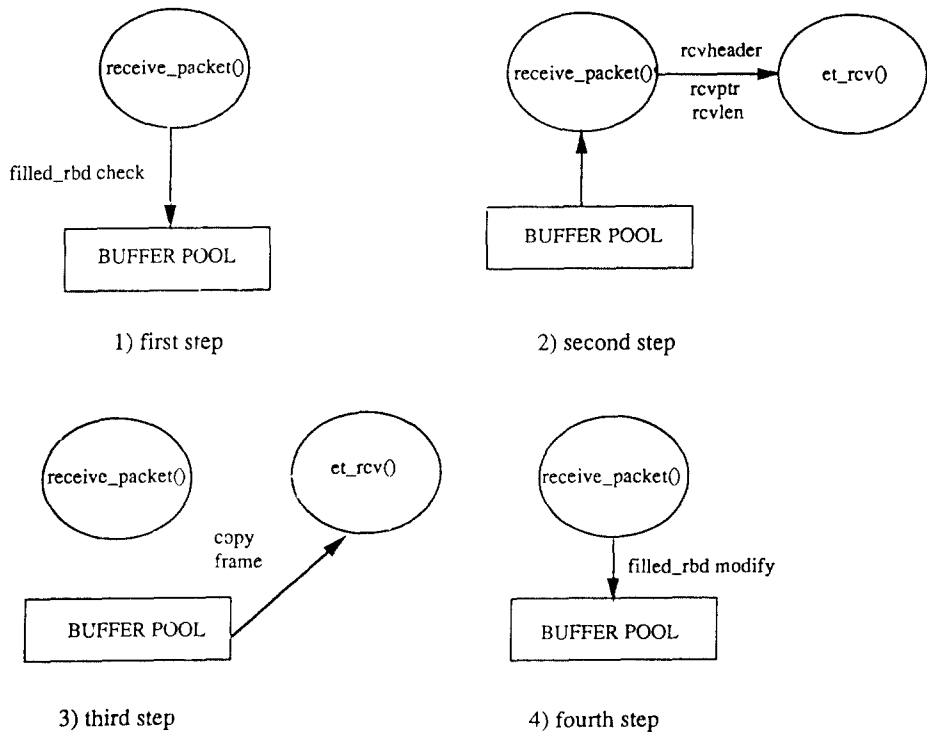 receive_packet()
filled_rbd check
BUFFER POOL
1) first step
receive_packet()
rcvheader
rcvptr
rcvlen
et_rcv()
BUFFER POOL
2) second step
receive_packet()
et_rcv()
copy
frame
BUFFER POOL
3) third step
receive_packet()
filled_rbd modify
BUFFER POOL
4) fourth step